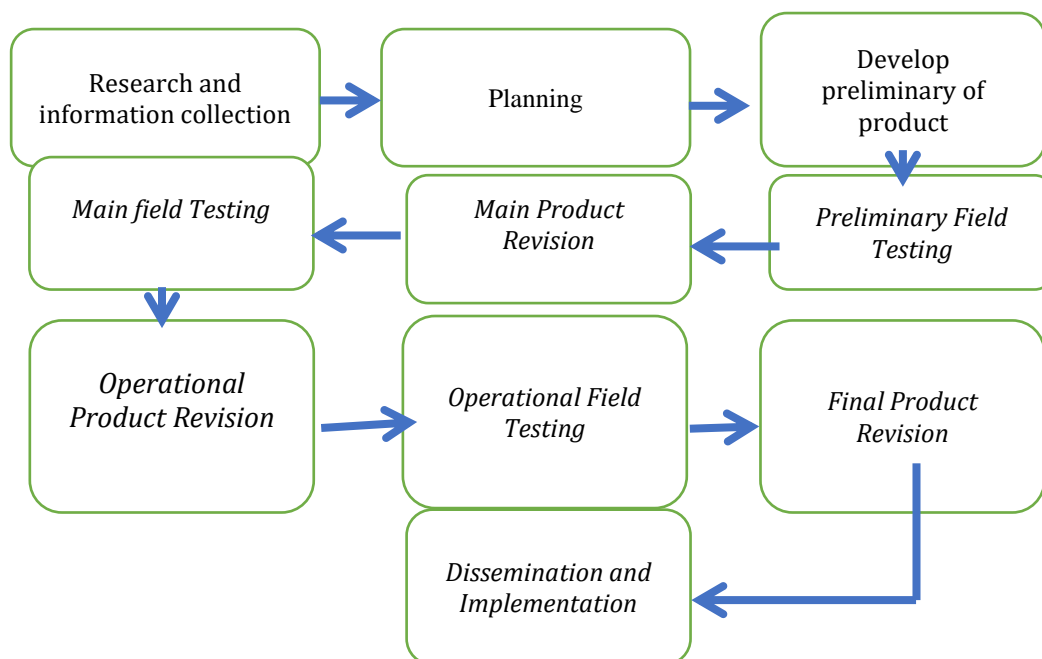 Research and
information collection
Planning
Develop
preliminary of
product
Main field Testing
Main Product
Revision
Preliminary Field
Testing
Operational
Product Revision
Operational Field
Testing
Final Product
Revision
Dissemination and
Implementation